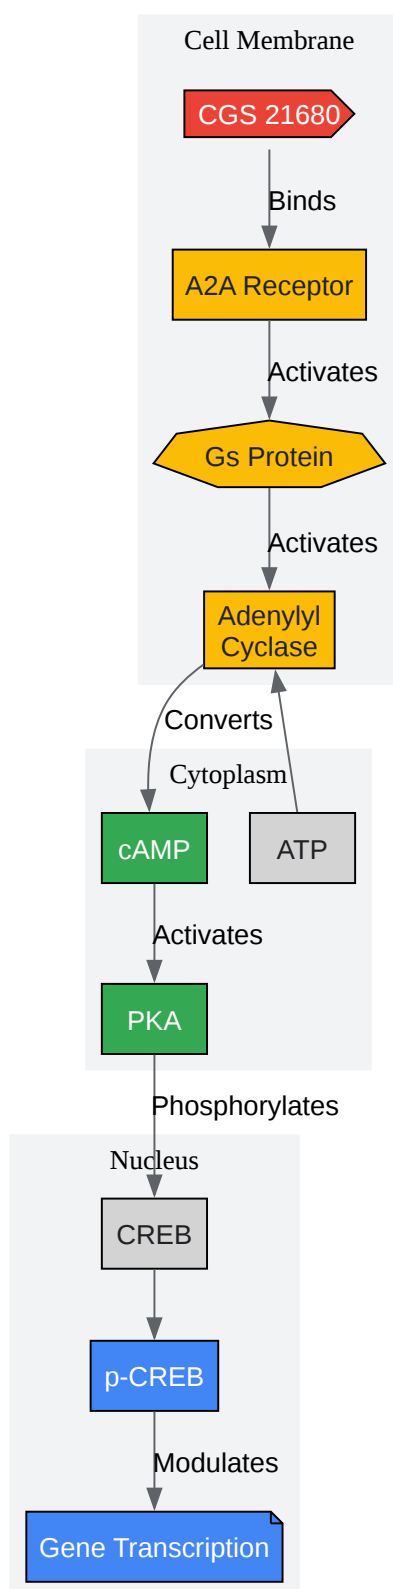 Cell Membrane
CGS 21680
Binds
A2A Receptor
Activates
Gs Protein
Activates
Adenylyl
Cyclase
Converts
Cytoplasm
cAMP
ATP
Activates
PKA
Phosphorylates
Nucleus
CREB
p-CREB
Modulates
Gene Transcription